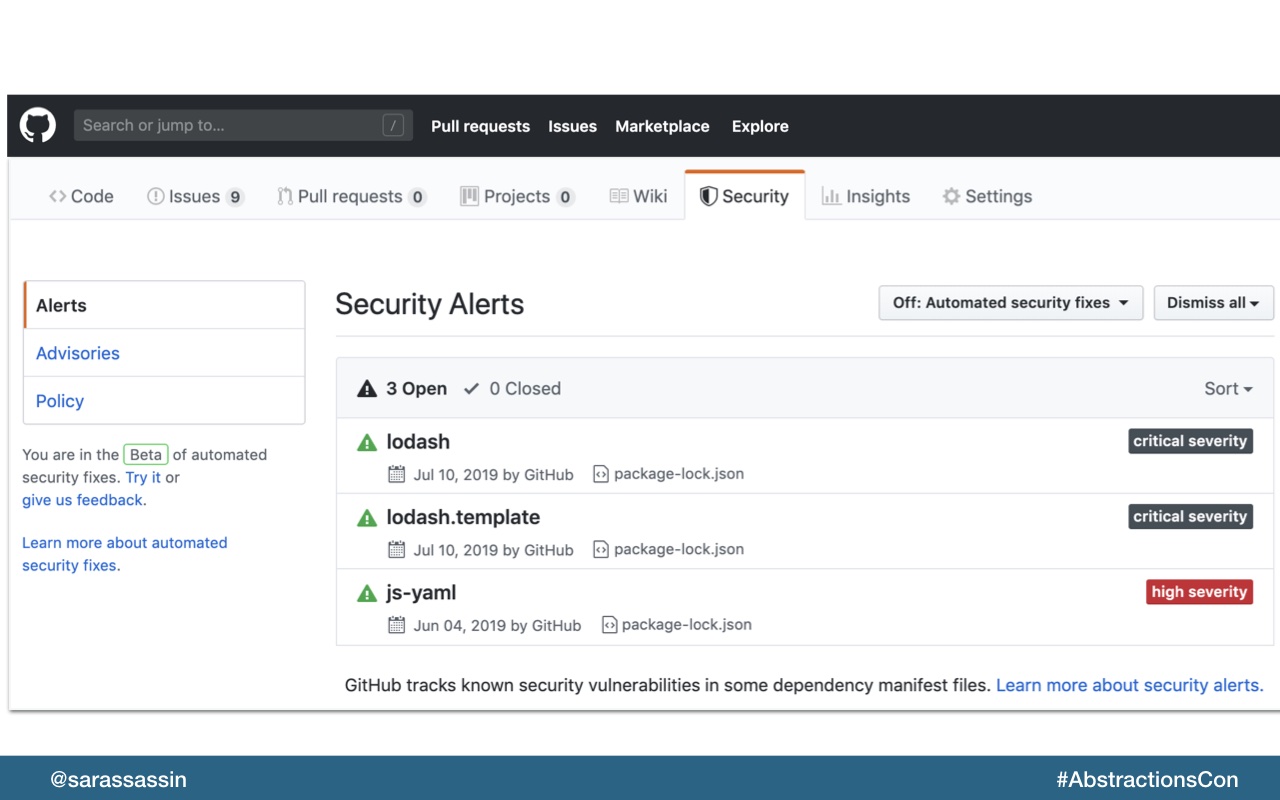 Search or jump to... / Pull requests Issues Marketplace Explore
Code Issues 9 Pull requests 0 Projects 0 Wiki Security Insights Settings
Alerts
Advisories
Policy
You are in the Beta of automated
security fixes. Try it or
give us feedback.
Learn more about automated
security fixes.
Security Alerts Off: Automated security fixes Dismiss all
3 Open 0 Closed Sort
lodash critical severity
Jul 10, 2019 by GitHub package-lock.json
lodash.template critical severity
Jul 10, 2019 by GitHub package-lock.json
js-yaml high severity
Jun 04, 2019 by GitHub package-lock.json
GitHub tracks known security vulnerabilities in some dependency manifest files. Learn more about security alerts.
@sarassassin #AbstractionsCon